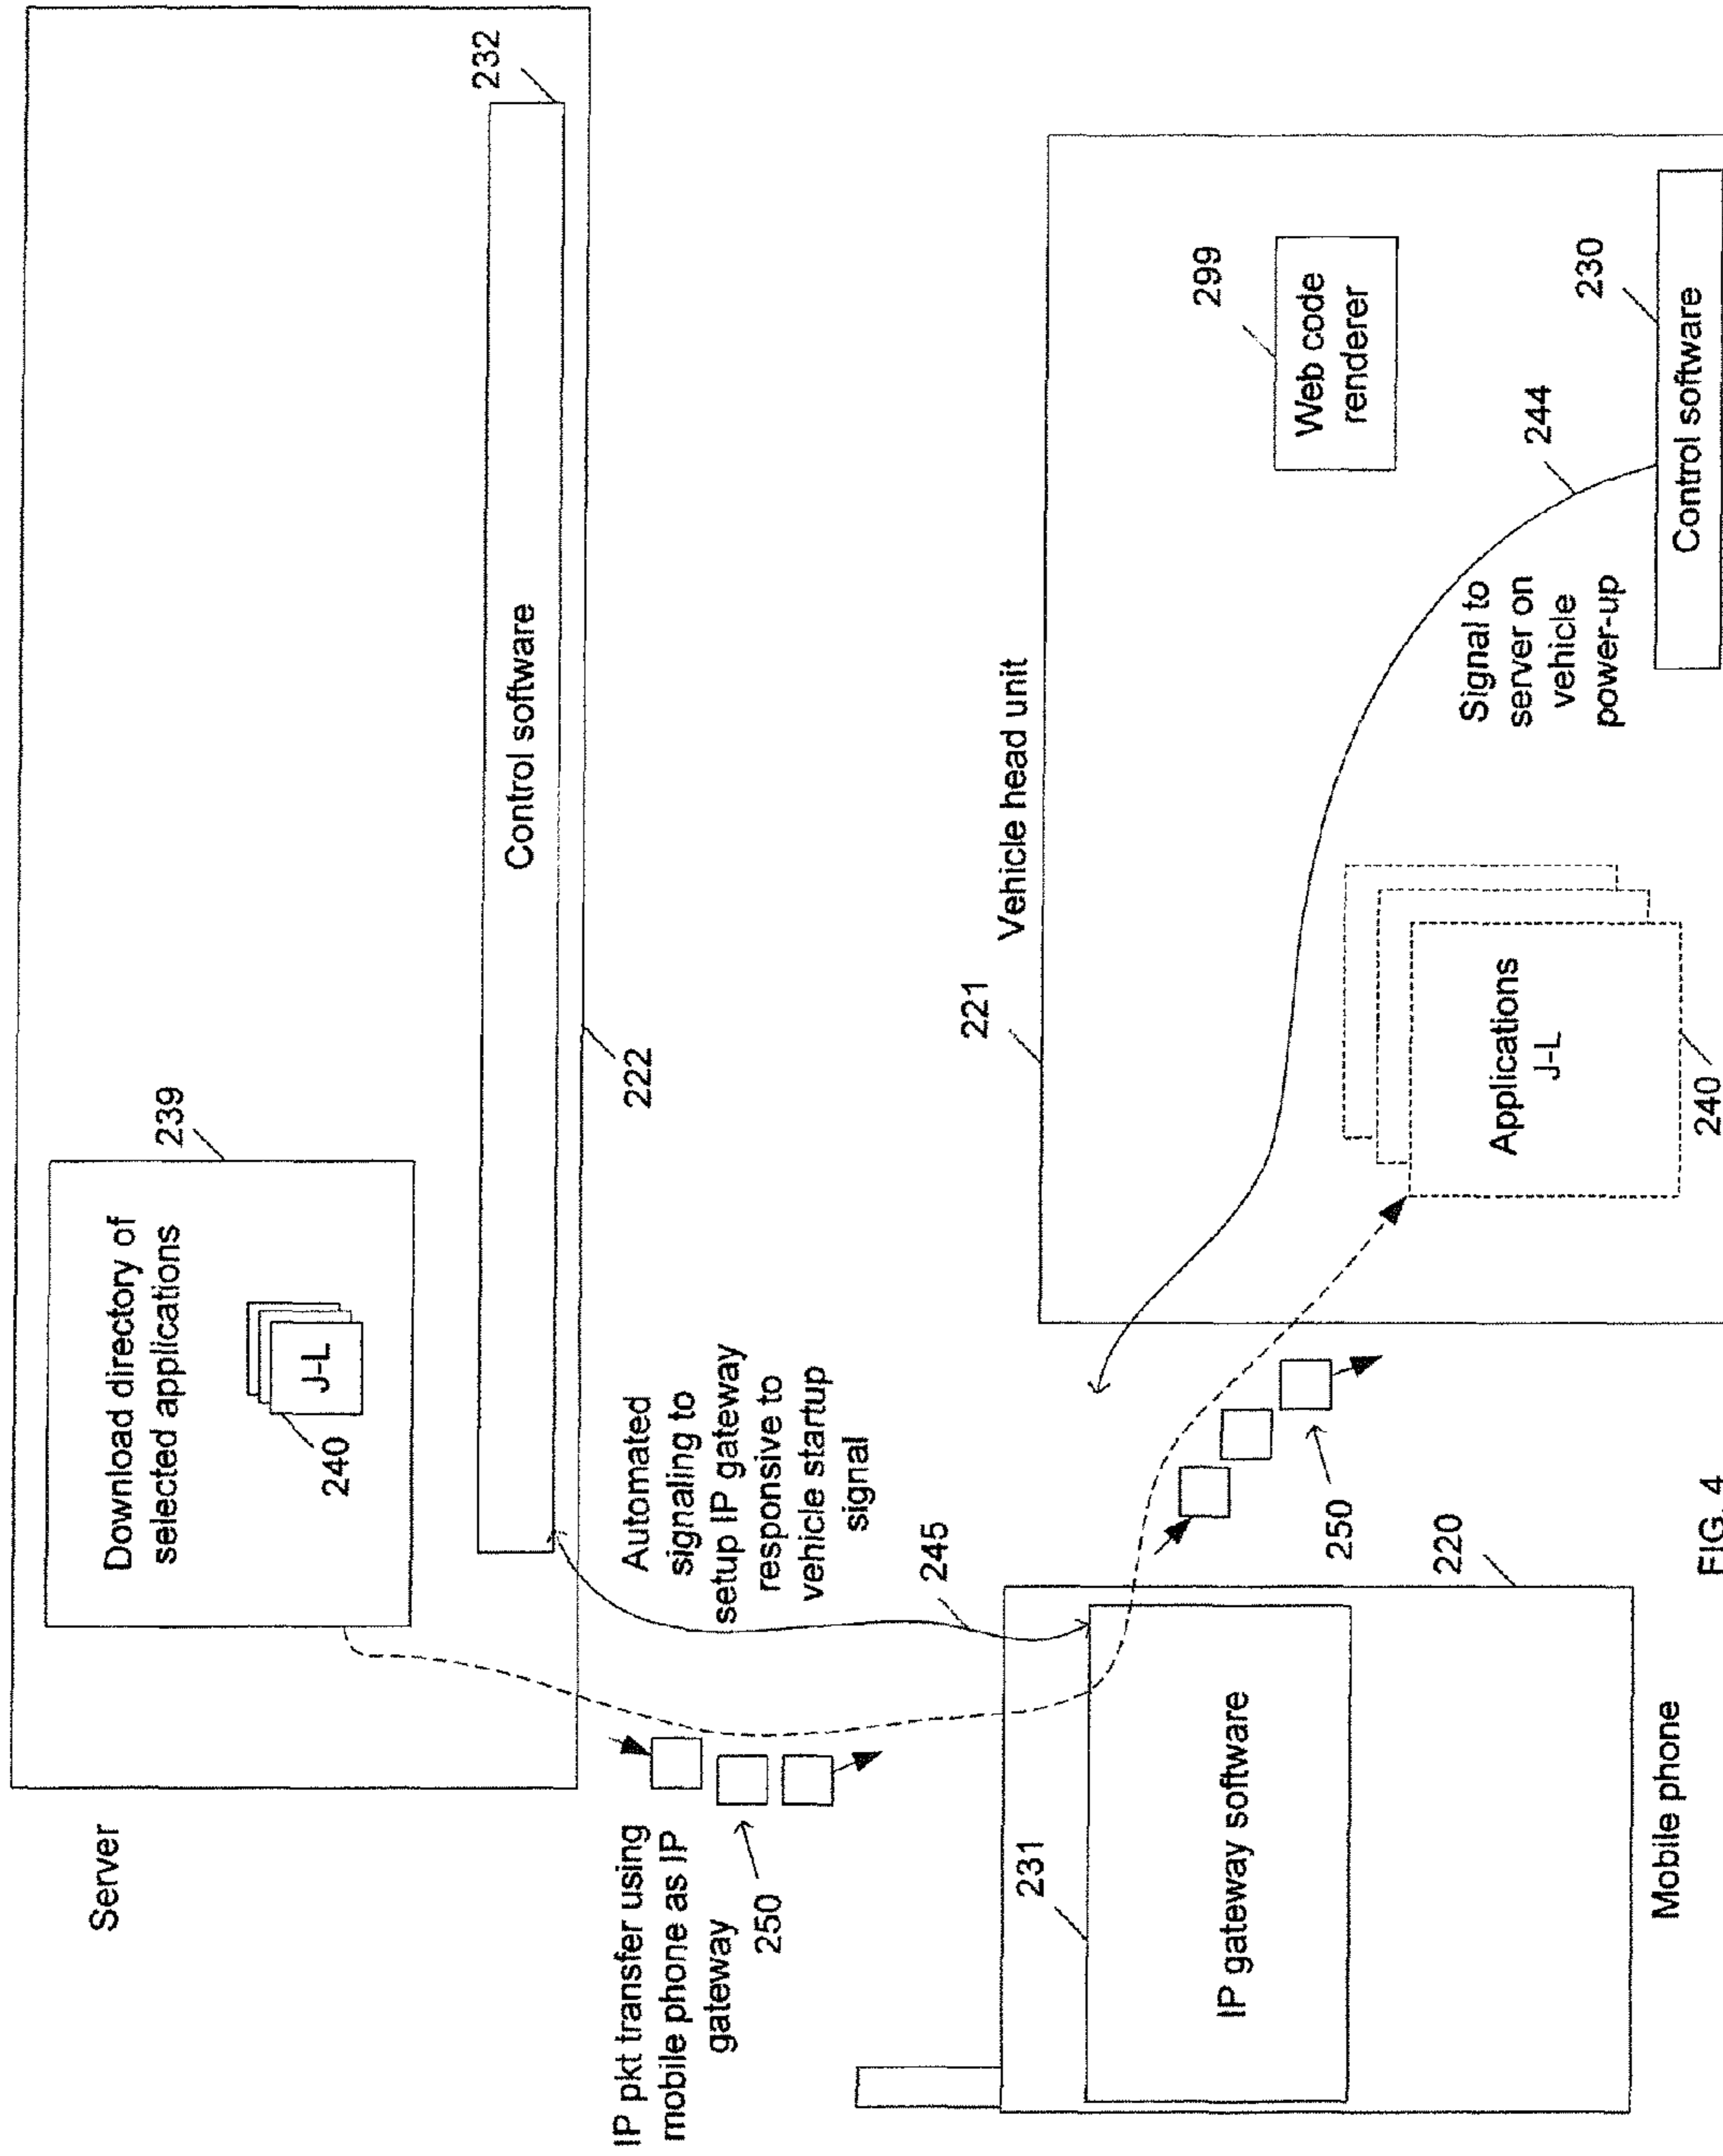 Server
Download directory of
selected applications
J-L
240
239
Control software
232
222
IP pkt transfer using
mobile phone as IP
gateway
250
Automated
signaling to
setup IP gateway
responsive to
vehicle startup
signal
245
231
IP gateway software
220
Mobile phone
250
Vehicle head unit
221
Applications
J-L
240
Signal to
server on
vehicle
power-up
244
Web code
renderer
299
Control software
230
FIG. 4